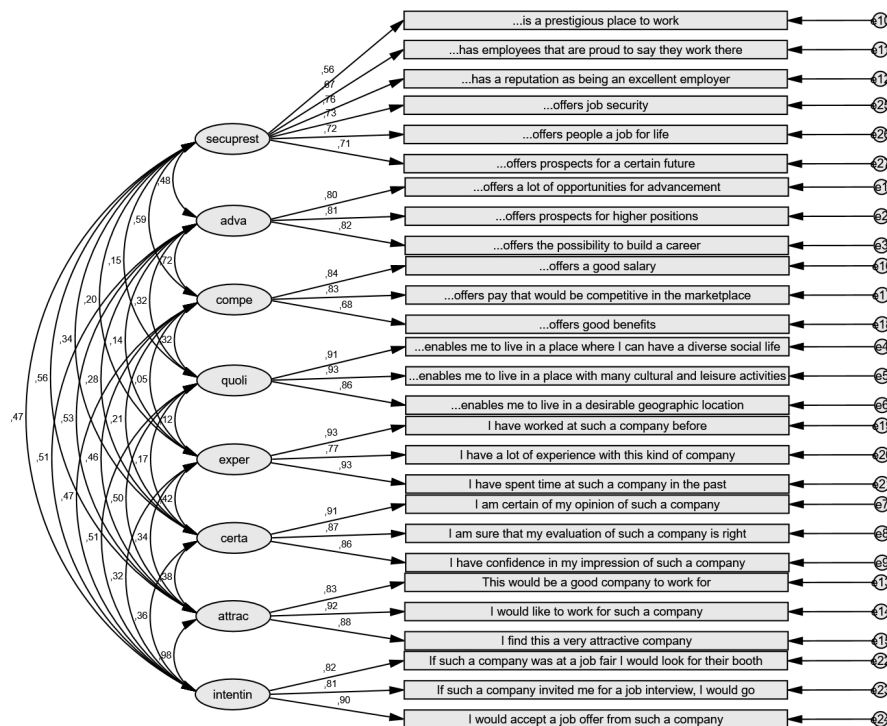 ...is a prestigious place to work
...has employees that are proud to say they work there
...has a reputation as being an excellent employer
...offers job security
...offers people a job for life
...offers prospects for a certain future
...offers a lot of opportunities for advancement
e1
...offers prospects for higher positions
e2
...offers the possibility to build a career
e3
...offers a good salary
...offers pay that would be competitive in the marketplace
...offers good benefits
...enables me to live in a place where I can have a diverse social life
e4
...enables me to live in a place with many cultural and leisure activities
e5
...enables me to live in a desirable geographic location
e6
I have worked at such a company before
I have a lot of experience with this kind of company
I have spent time at such a company in the past
I am certain of my opinion of such a company
e7
I am sure that my evaluation of such a company is right
e8
I have confidence in my impression of such a company
e9
This would be a good company to work for
I would like to work for such a company
I find this a very attractive company
If such a company was at a job fair I would look for their booth
If such a company invited me for a job interview, I would go
I would accept a job offer from such a company
secuprest
adva
compe
quoli
exper
certa
attrac
intentin
,56
,67
,76
,73
,72
,71
,80
,81
,82
,84
,83
,68
,91
,93
,86
,93
,77
,93
,91
,87
,86
,83
,92
,88
,82
,81
,90
,48
,59
,15
,72
,20
,32
,34
,14
,32
,56
,28
,05
,47
,53
,21
,12
,51
,46
,17
,47
,50
,42
,51
,34
,32
,38
,36
,98